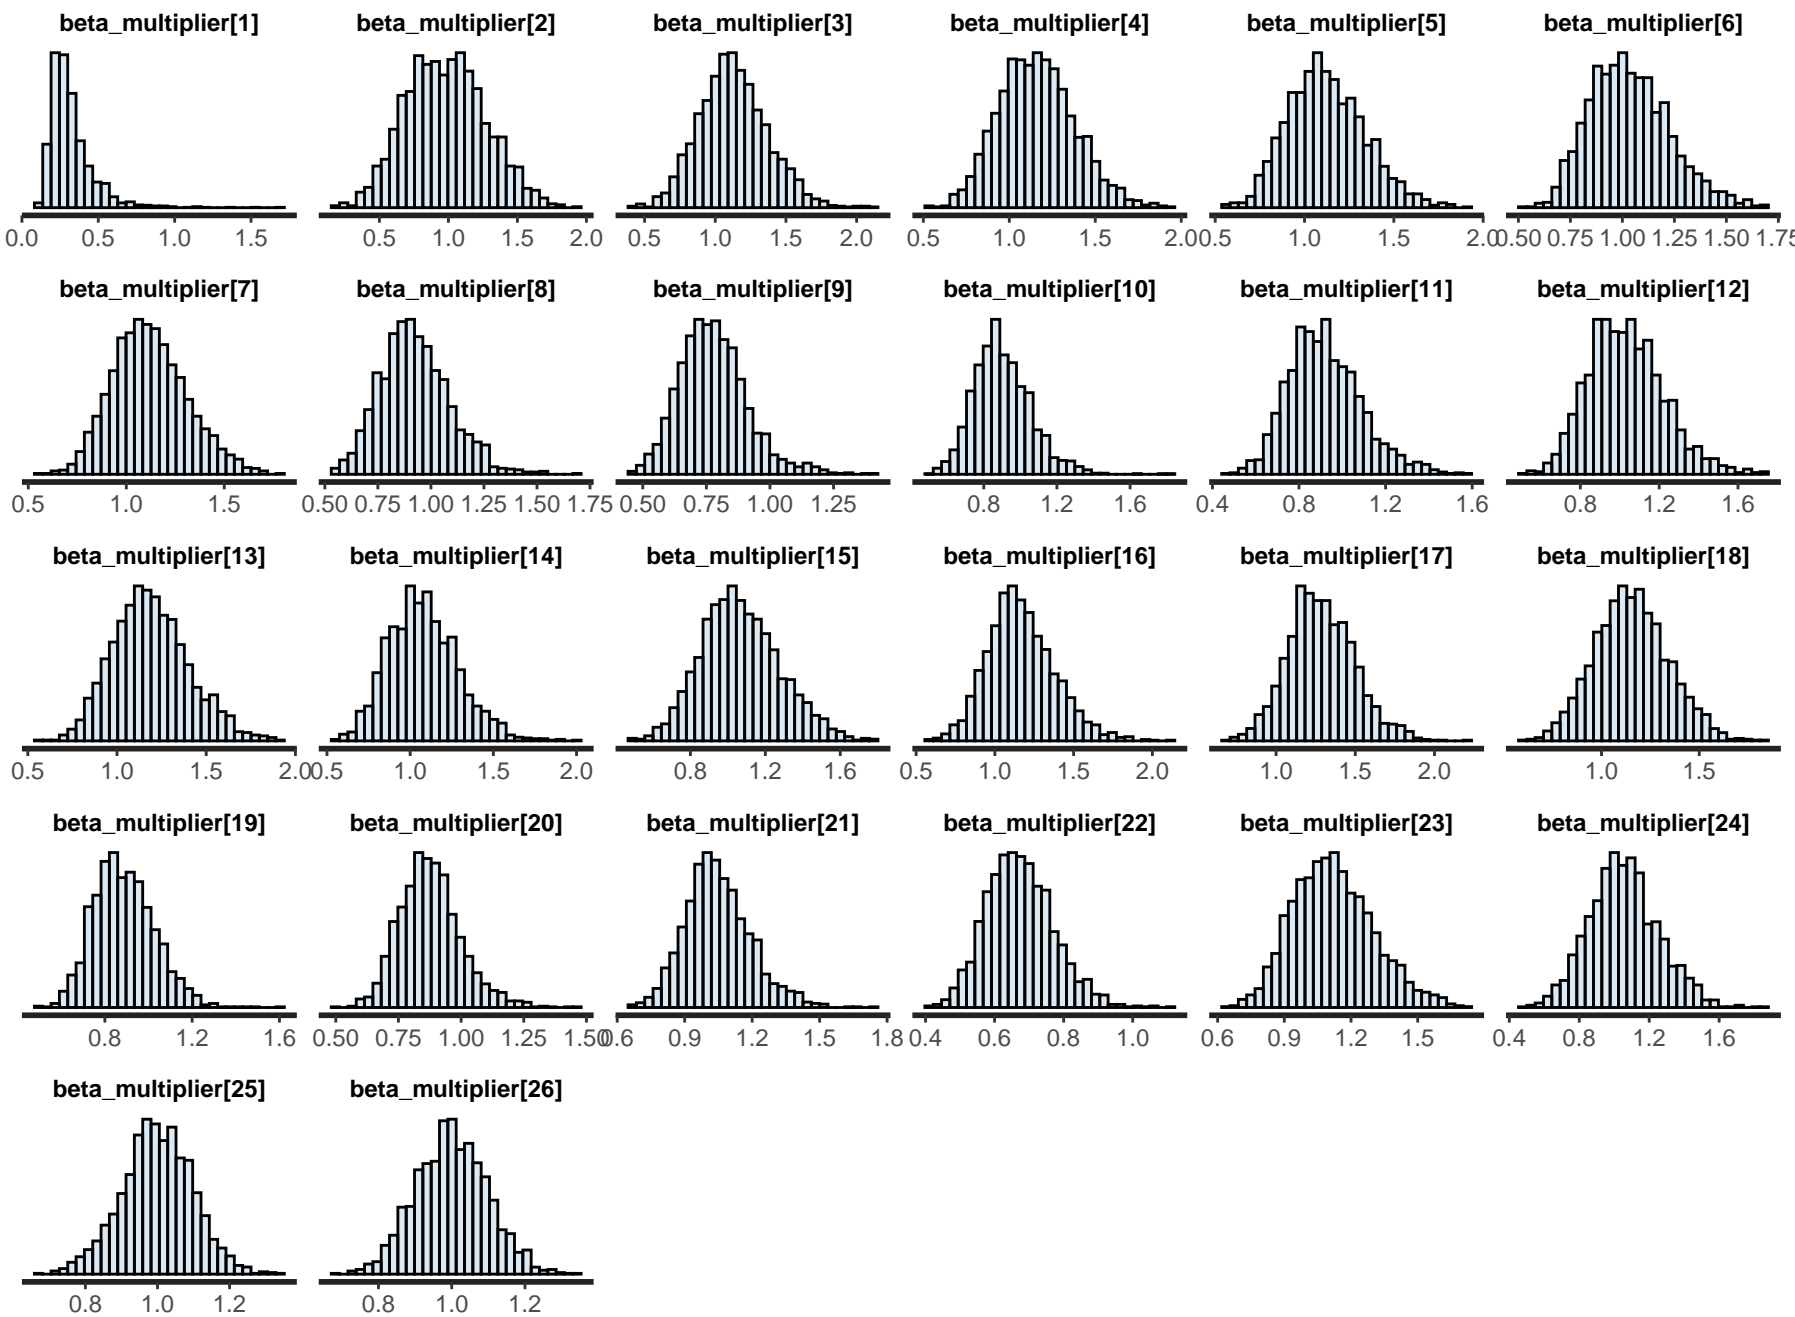 beta_multiplier[1] beta_multiplier[2] beta_multiplier[3] beta_multiplier[4] beta_multiplier[5] beta_multiplier[6]
0.0 0.5 1.0 1.5 0.5 1.0 1.5 2.0 0.5 1.0 1.5 2.0 0.5 1.0 1.5 2.0 0.5 1.0 1.5 2.0 0.50 0.75 1.00 1.25 1.50 1.75
beta_multiplier[7] beta_multiplier[8] beta_multiplier[9] beta_multiplier[10] beta_multiplier[11] beta_multiplier[12]
0.5 1.0 1.5 0.50 0.75 1.00 1.25 1.50 1.75 0.50 0.75 1.00 1.25 0.8 1.2 1.6 0.4 0.8 1.2 1.6 0.8 1.2 1.6
beta_multiplier[13] beta_multiplier[14] beta_multiplier[15] beta_multiplier[16] beta_multiplier[17] beta_multiplier[18]
0.5 1.0 1.5 2.0 0.5 1.0 1.5 2.0 0.8 1.2 1.6 0.5 1.0 1.5 2.0 1.0 1.5 2.0 1.0 1.5
beta_multiplier[19] beta_multiplier[20] beta_multiplier[21] beta_multiplier[22] beta_multiplier[23] beta_multiplier[24]
0.8 1.2 1.6 0.50 0.75 1.00 1.25 1.50 0.6 0.9 1.2 1.5 1.8 0.4 0.6 0.8 1.0 0.6 0.9 1.2 1.5 0.4 0.8 1.2 1.6
beta_multiplier[25] beta_multiplier[26]
0.8 1.0 1.2 0.8 1.0 1.2